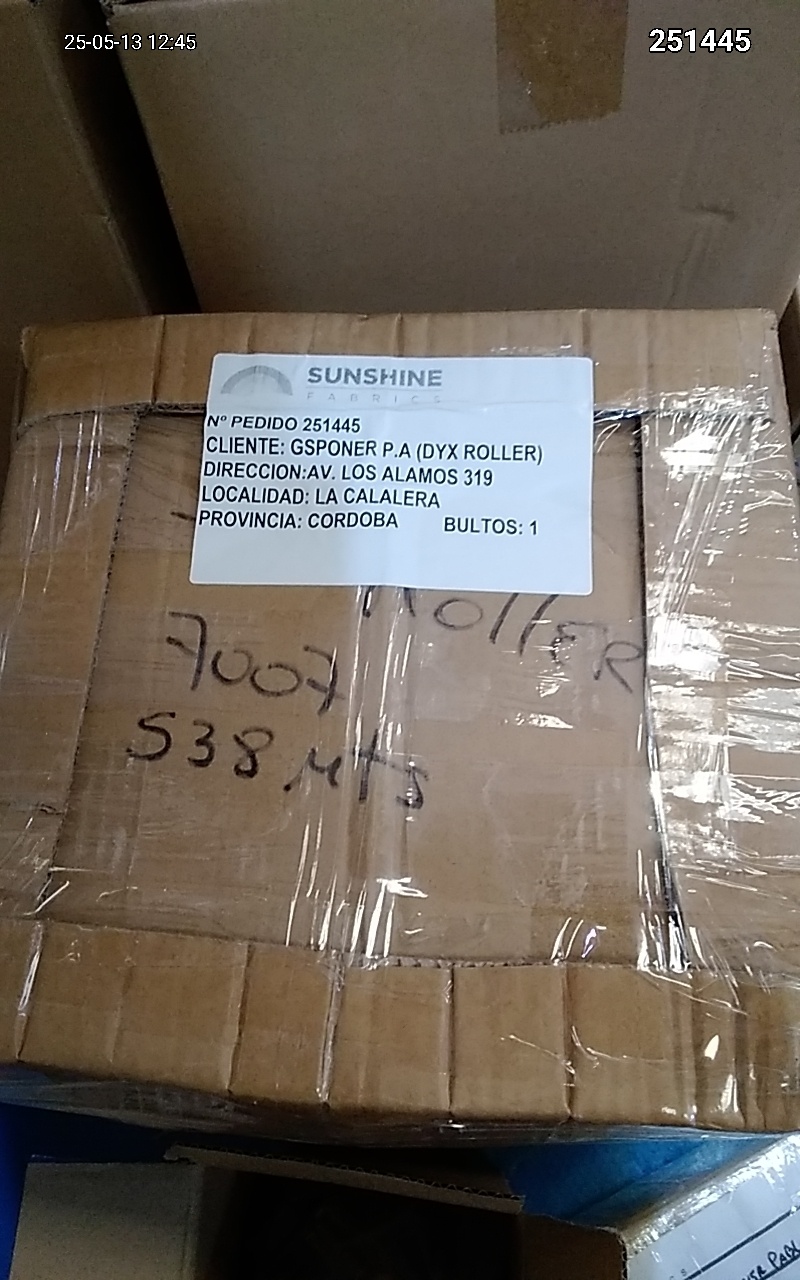 25-05-13 12:45
251445
SUNSHINE
FABRICS
Nº PEDIDO 251445
CLIENTE: GSPONER P.A (DYX ROLLER)
DIRECCION:AV. LOS ALAMOS 319
LOCALIDAD: LA CALALERA
PROVINCIA: CORDOBA BULTOS: 1
ROllER
7007
538 mts